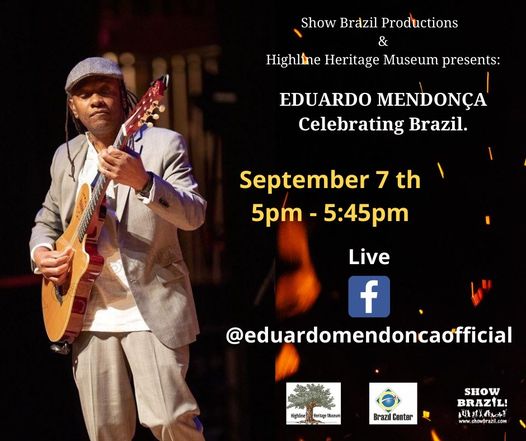 Show Brazil Productions
&
Highline Heritage Museum presents:
EDUARDO MENDONÇA
Celebrating Brazil.
September 7 th
5pm - 5:45pm
Live
f
@eduardomendoncaofficial
Highline Heritage Museum
Brazil Center
SHOW
BRAZIL!
www.showbrazil.com